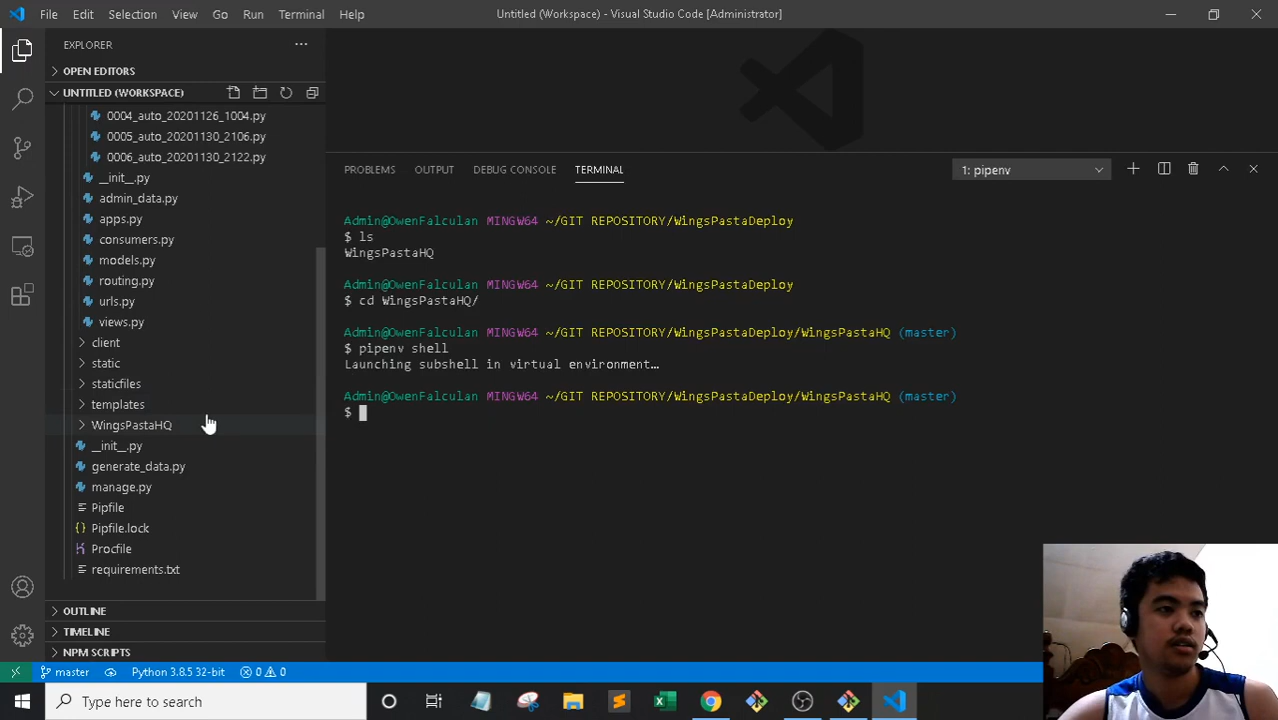 File Edit Selection View Go Run Terminal Help
Untitled (Workspace) - Visual Studio Code [Administrator]
EXPLORER
OPEN EDITORS
UNTITLED (WORKSPACE)
0004_auto_20201126_1004.py
0005_auto_20201130_2106.py
0006_auto_20201130_2122.py
__init__.py
admin_data.py
apps.py
consumers.py
models.py
routing.py
urls.py
views.py
client
static
staticfiles
templates
WingsPastaHQ
__init__.py
generate_data.py
manage.py
Pipfile
Pipfile.lock
Procfile
requirements.txt
OUTLINE
TIMELINE
NPM SCRIPTS
PROBLEMS OUTPUT DEBUG CONSOLE TERMINAL
1: pipenv
Admin@OwenFalculan MINGW64 ~/GIT REPOSITORY/WingsPastaDeploy
$ ls
WingsPastaHQ
Admin@OwenFalculan MINGW64 ~/GIT REPOSITORY/WingsPastaDeploy
$ cd WingsPastaHQ/
Admin@OwenFalculan MINGW64 ~/GIT REPOSITORY/WingsPastaDeploy/WingsPastaHQ (master)
$ pipenv shell
Launching subshell in virtual environment…
Admin@OwenFalculan MINGW64 ~/GIT REPOSITORY/WingsPastaDeploy/WingsPastaHQ (master)
$
master Python 3.8.5 32-bit 0 0
Type here to search